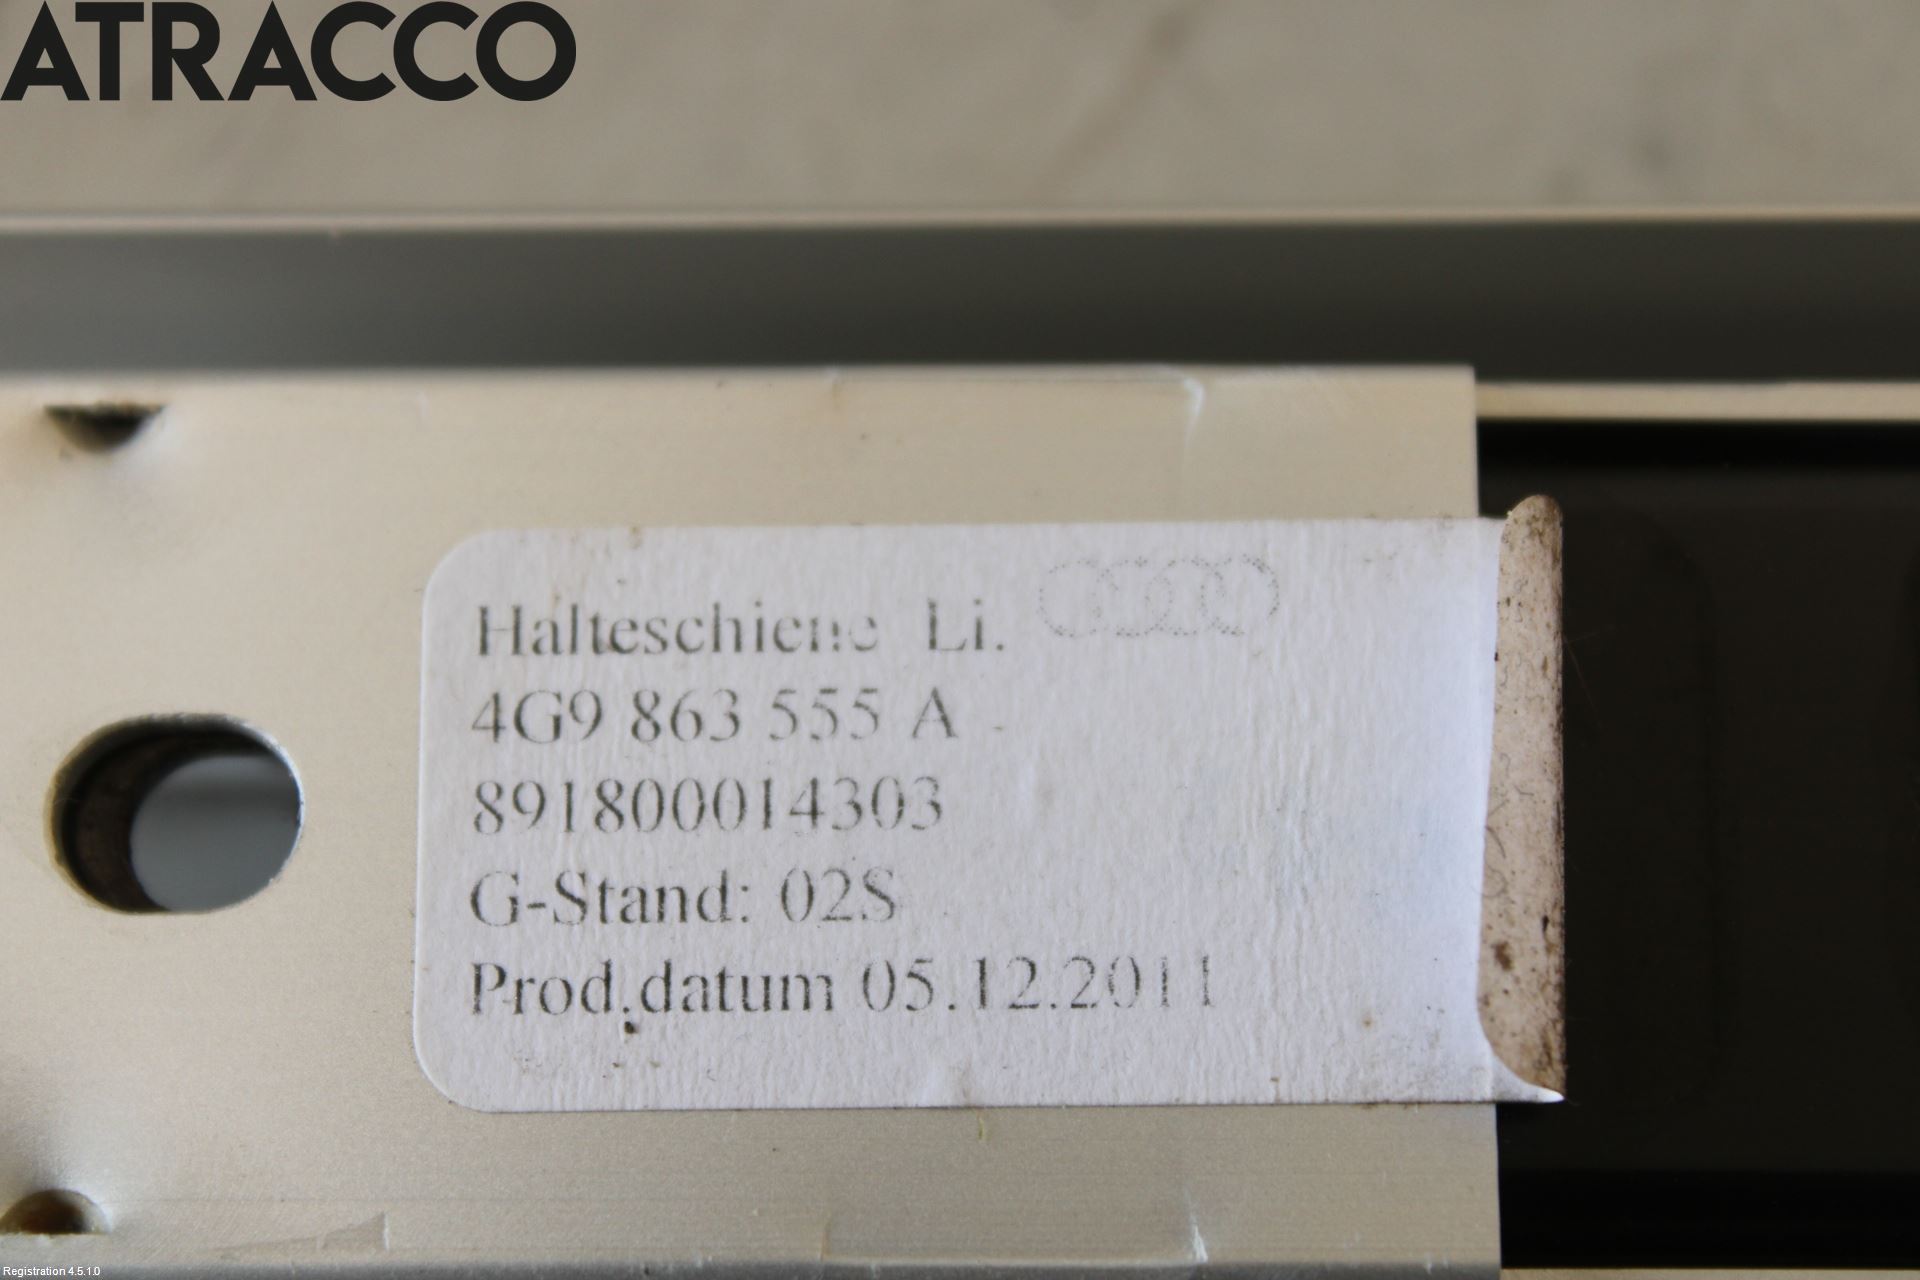 ATRACCO
Halteschiene Li.
4G9 863 555 A
891800014303
G-Stand: 02S
Prod.datum 05.12.2011
Registration 4.5.1.0